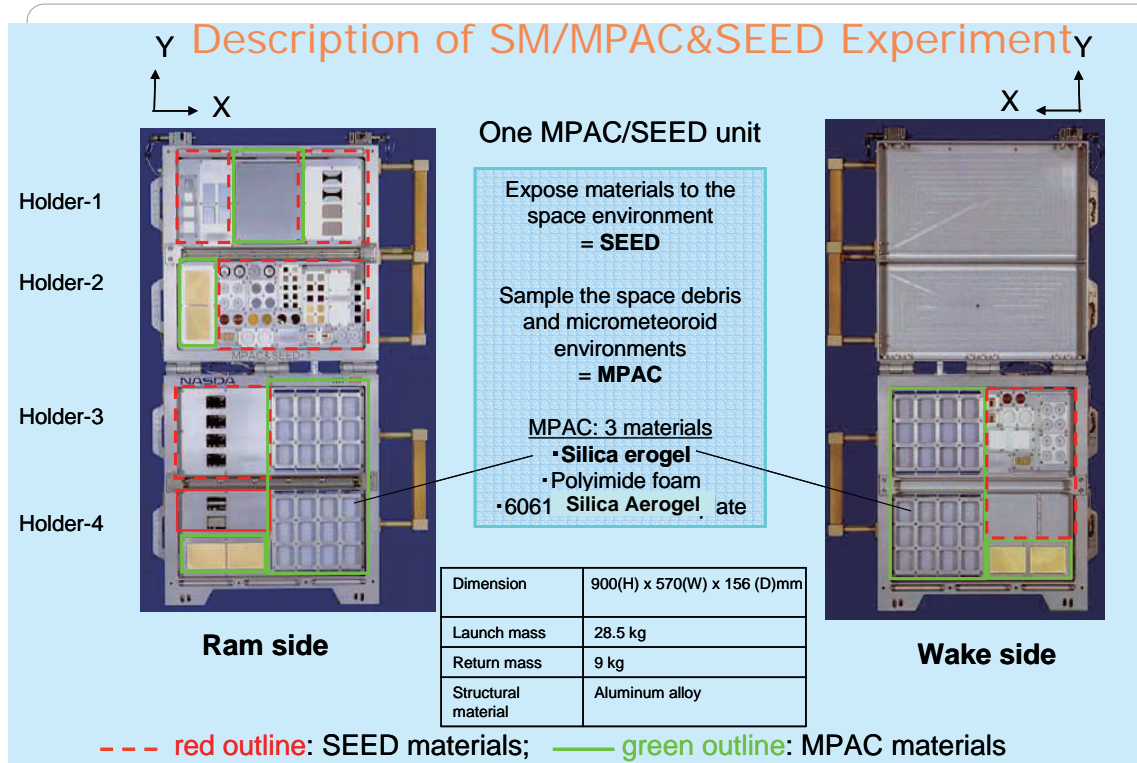 Description of SM/MPAC&SEED Experiment
Y
X
Y
X
One MPAC/SEED unit
Holder-1
Holder-2
Holder-3
Holder-4
Expose materials to the
space environment
= SEED
Sample the space debris
and micrometeoroid
environments
= MPAC
MPAC: 3 materials
・Silica erogel
・Polyimide foam
・6061 Silica Aerogel ate
MPAC&SEED-1
NASDA
Ram side
Wake side
Dimension 900(H) x 570(W) x 156 (D)mm
Launch mass 28.5 kg
Return mass 9 kg
Structural
material Aluminum alloy
red outline: SEED materials; green outline: MPAC materials